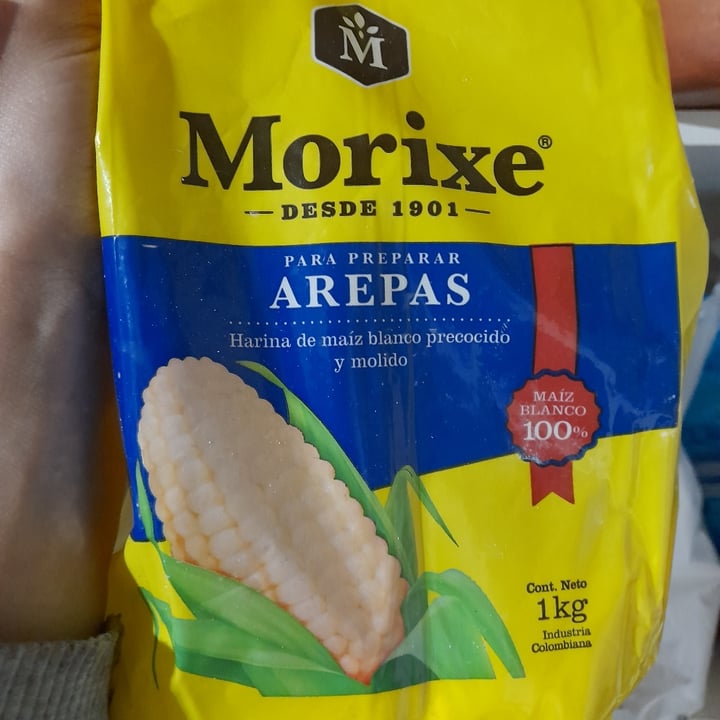 M
Morixe®
— DESDE 1901 —
PARA PREPARAR
AREPAS
Harina de maíz blanco precocido
y molido
MAÍZ
BLANCO
100%
Cont. Neto
1kg
Industria
Colombiana